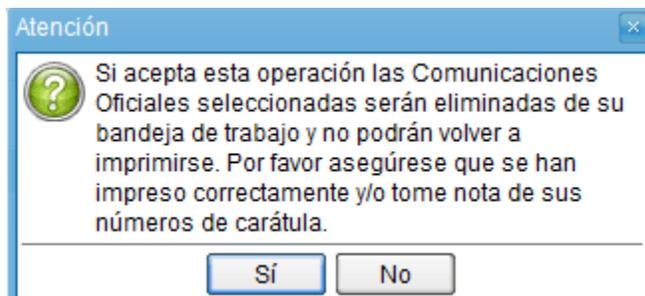 Atención
Si acepta esta operación las Comunicaciones
Oficiales seleccionadas serán eliminadas de su
bandeja de trabajo y no podrán volver a
imprimirse. Por favor asegúrese que se han
impreso correctamente y/o tome nota de sus
números de carátula.
Sí No